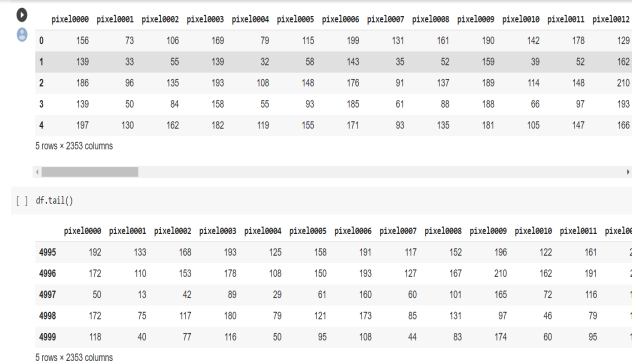 pixel0000 pixel0001 pixel0002 pixel0003 pixel0004 pixel0005 pixel0006 pixel0007 pixel0008 pixel0009 pixel0010 pixel0011 pixel0012
0 156 73 106 169 79 115 199 131 161 190 142 178 129
1 139 33 55 139 32 58 143 35 52 159 39 52 162
2 186 96 135 193 108 148 176 91 137 189 114 148 210
3 139 50 84 158 55 93 185 61 88 188 66 97 193
4 197 130 162 182 119 155 171 93 135 181 105 147 166
5 rows × 2353 columns
[ ] df.tail()
pixel0000 pixel0001 pixel0002 pixel0003 pixel0004 pixel0005 pixel0006 pixel0007 pixel0008 pixel0009 pixel0010 pixel0011
4995 192 133 168 193 125 158 191 117 152 196 122 161
4996 172 110 153 178 108 150 193 127 167 210 162 191
4997 50 13 42 89 29 61 160 60 101 165 72 116
4998 172 75 117 180 79 121 173 85 131 97 46 79
4999 118 40 77 116 50 95 108 44 83 174 60 95
5 rows × 2353 columns